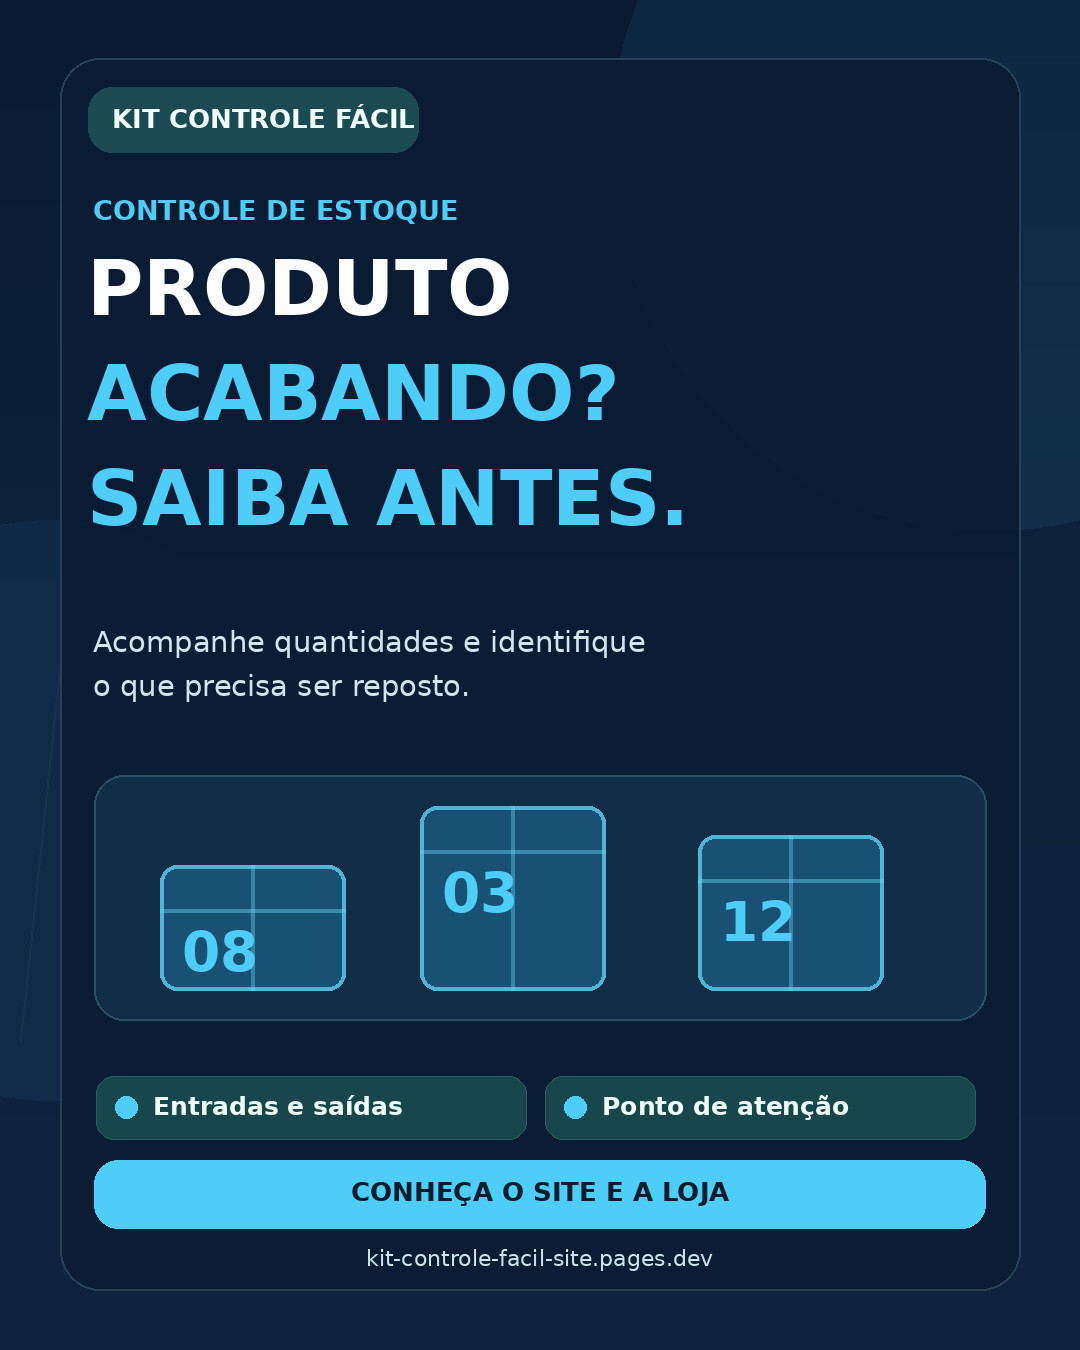 KIT CONTROLE FÁCIL
CONTROLE DE ESTOQUE
PRODUTO
ACABANDO?
SAIBA ANTES.
Acompanhe quantidades e identifique
o que precisa ser reposto.
08
03
12
Entradas e saídas
Ponto de atenção
CONHEÇA O SITE E A LOJA
kit-controle-facil-site.pages.dev